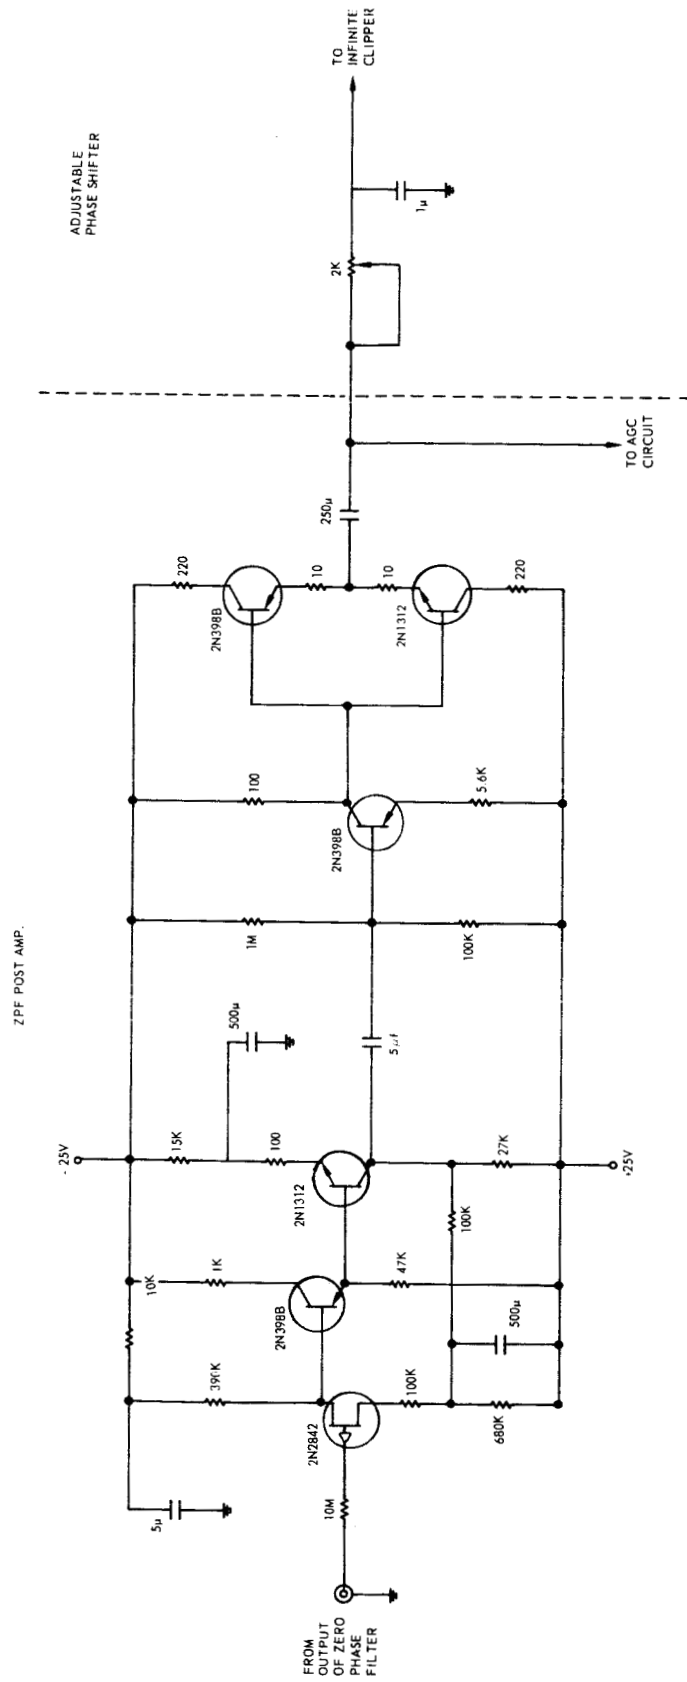 ZPF POST AMP.
ADJUSTABLE
PHASE SHIFTER
FROM
OUTPUT
OF ZERO
PHASE
FILTER
10M
5μ
390K
2N2842
100K
680K
10K
1K
2N398B
47K
500μ
100K
- 25V
15K
500μ
100
2N1312
27K
+25V
5μf
1M
100K
100
2N398B
5.6K
220
2N398B
10
10
2N1312
220
250μ
TO AGC
CIRCUIT
2K
1μ
TO
INFINITE
CLIPPER